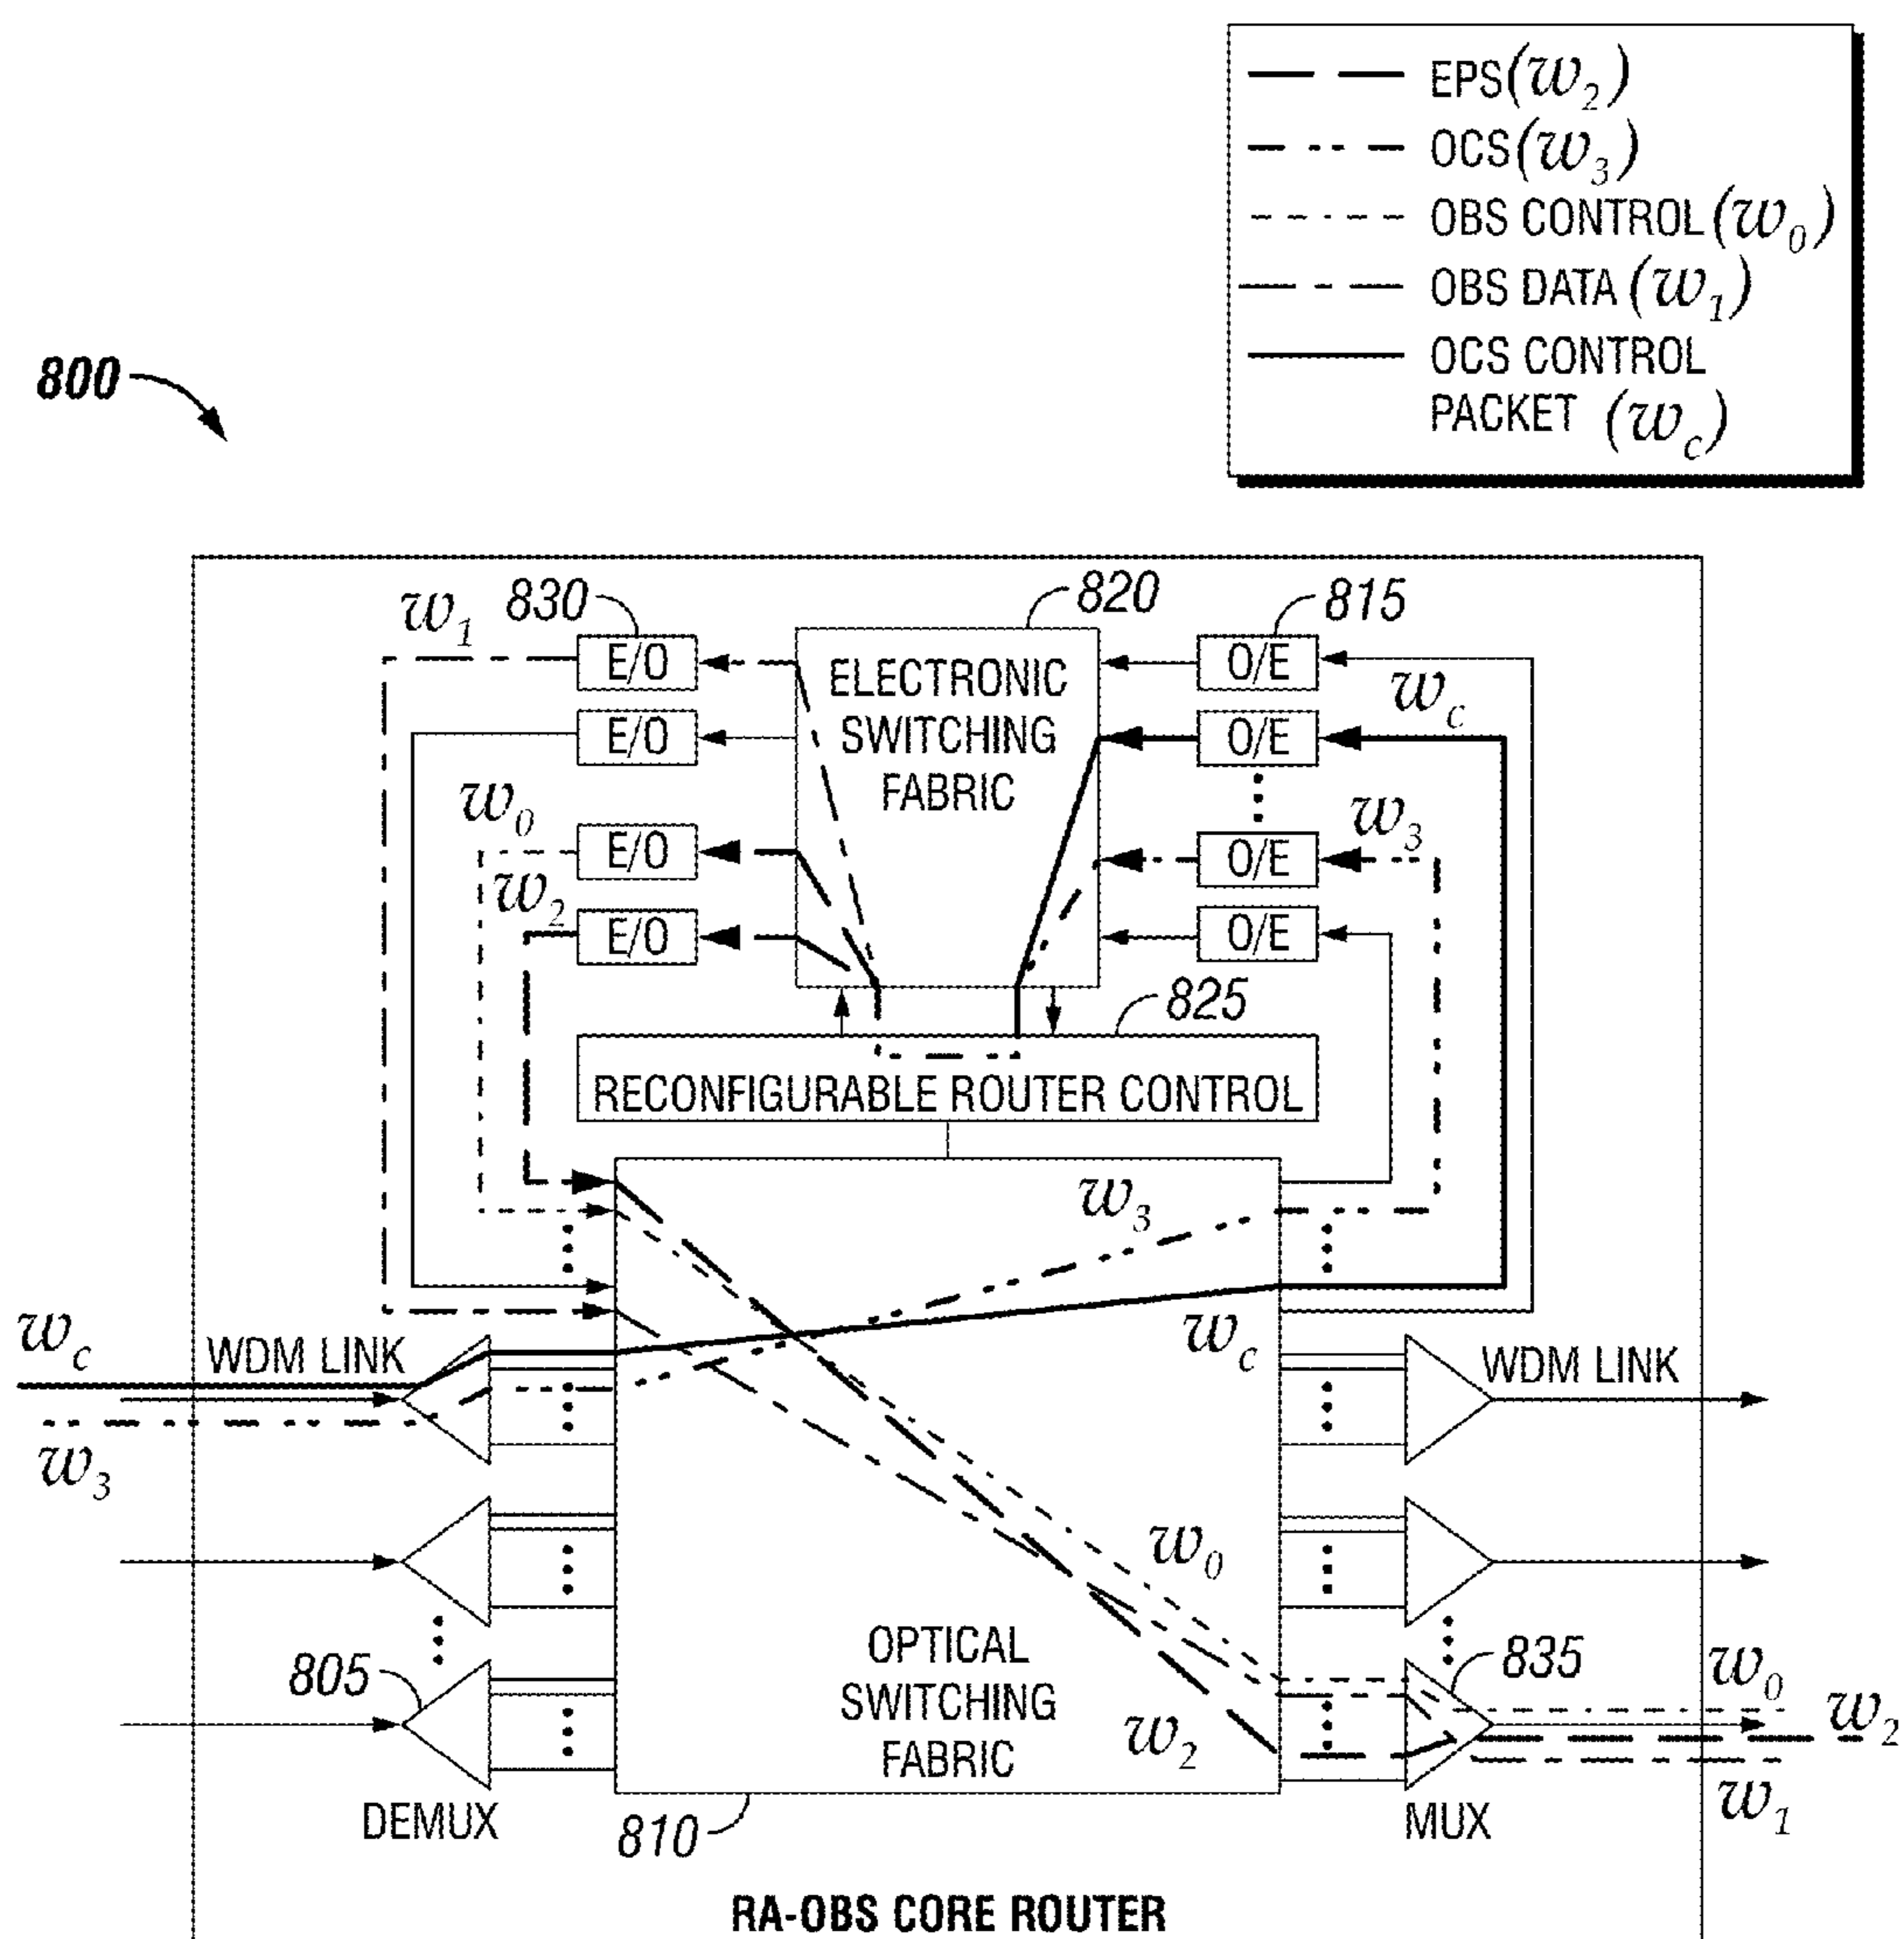 EPS(w2)
OCS(w3)
OBS CONTROL(w0)
OBS DATA(w1)
OCS CONTROL
PACKET (wc)
800
w1
830
820
815
E/O
ELECTRONIC
SWITCHING
FABRIC
O/E
wc
E/O
O/E
w0
w3
E/O
O/E
w2
E/O
O/E
825
RECONFIGURABLE ROUTER CONTROL
w3
wc
wc
WDM LINK
WDM LINK
w3
w0
805
OPTICAL
SWITCHING
FABRIC
w2
835
w0
w2
w1
DEMUX
810
MUX
RA-OBS CORE ROUTER